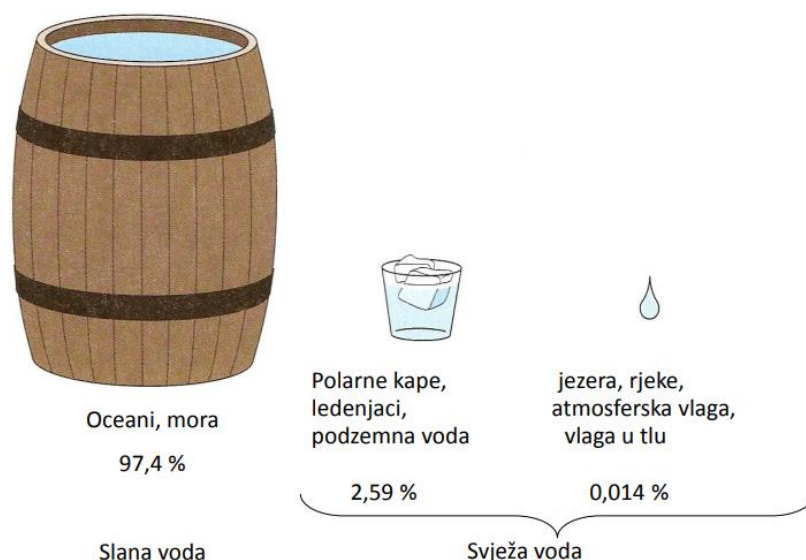 Oceani, mora
97,4 %
Slana voda
Polarne kape,
ledenjaci,
podzemna voda
2,59 %
jezera, rjeke,
atmosferska vlaga,
vlaga u tlu
0,014 %
Svježa voda